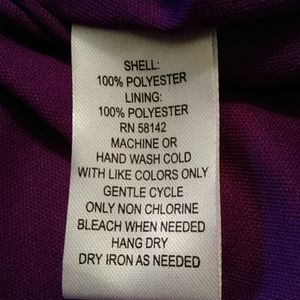 SHELL:
100% POLYESTER
LINING:
100% POLYESTER
RN 58142
MACHINE OR
HAND WASH COLD
WITH LIKE COLORS ONLY
GENTLE CYCLE
ONLY NON CHLORINE
BLEACH WHEN NEEDED
HANG DRY
DRY IRON AS NEEDED